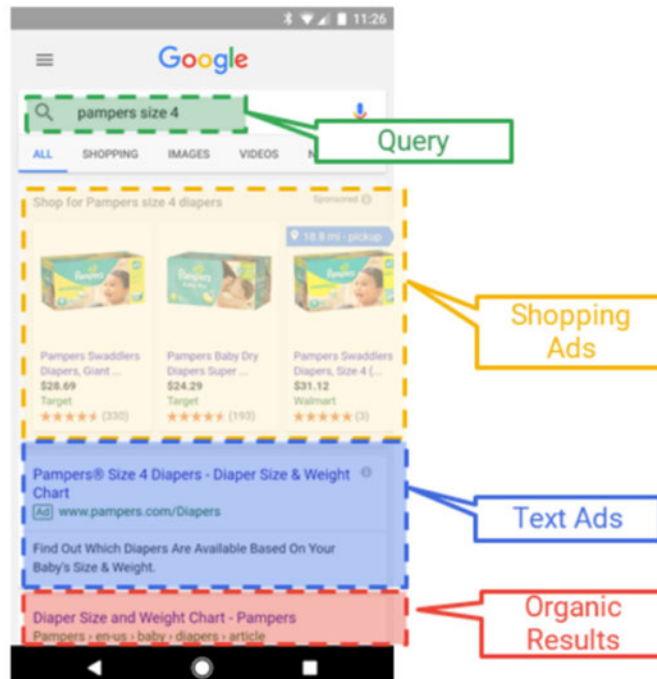 11:26
Google
pampers size 4
Query
ALL SHOPPING IMAGES VIDEOS N
Shop for Pampers size 4 diapers Sponsored
18.8 mi - pickup
Pampers Pampers Pampers
Pampers Swaddlers Pampers Baby Dry Pampers Swaddlers
Diapers, Giant ... Diapers Super ... Diapers, Size 4 (...
$28.69 $24.29 $31.12
Target Target Walmart
(330) (193) (3)
Shopping
Ads
Pampers® Size 4 Diapers - Diaper Size & Weight
Chart
Ad www.pampers.com/Diapers
Find Out Which Diapers Are Available Based On Your
Baby's Size & Weight.
Text Ads
Diaper Size and Weight Chart - Pampers
Pampers › en-us › baby › diapers › article
Organic
Results